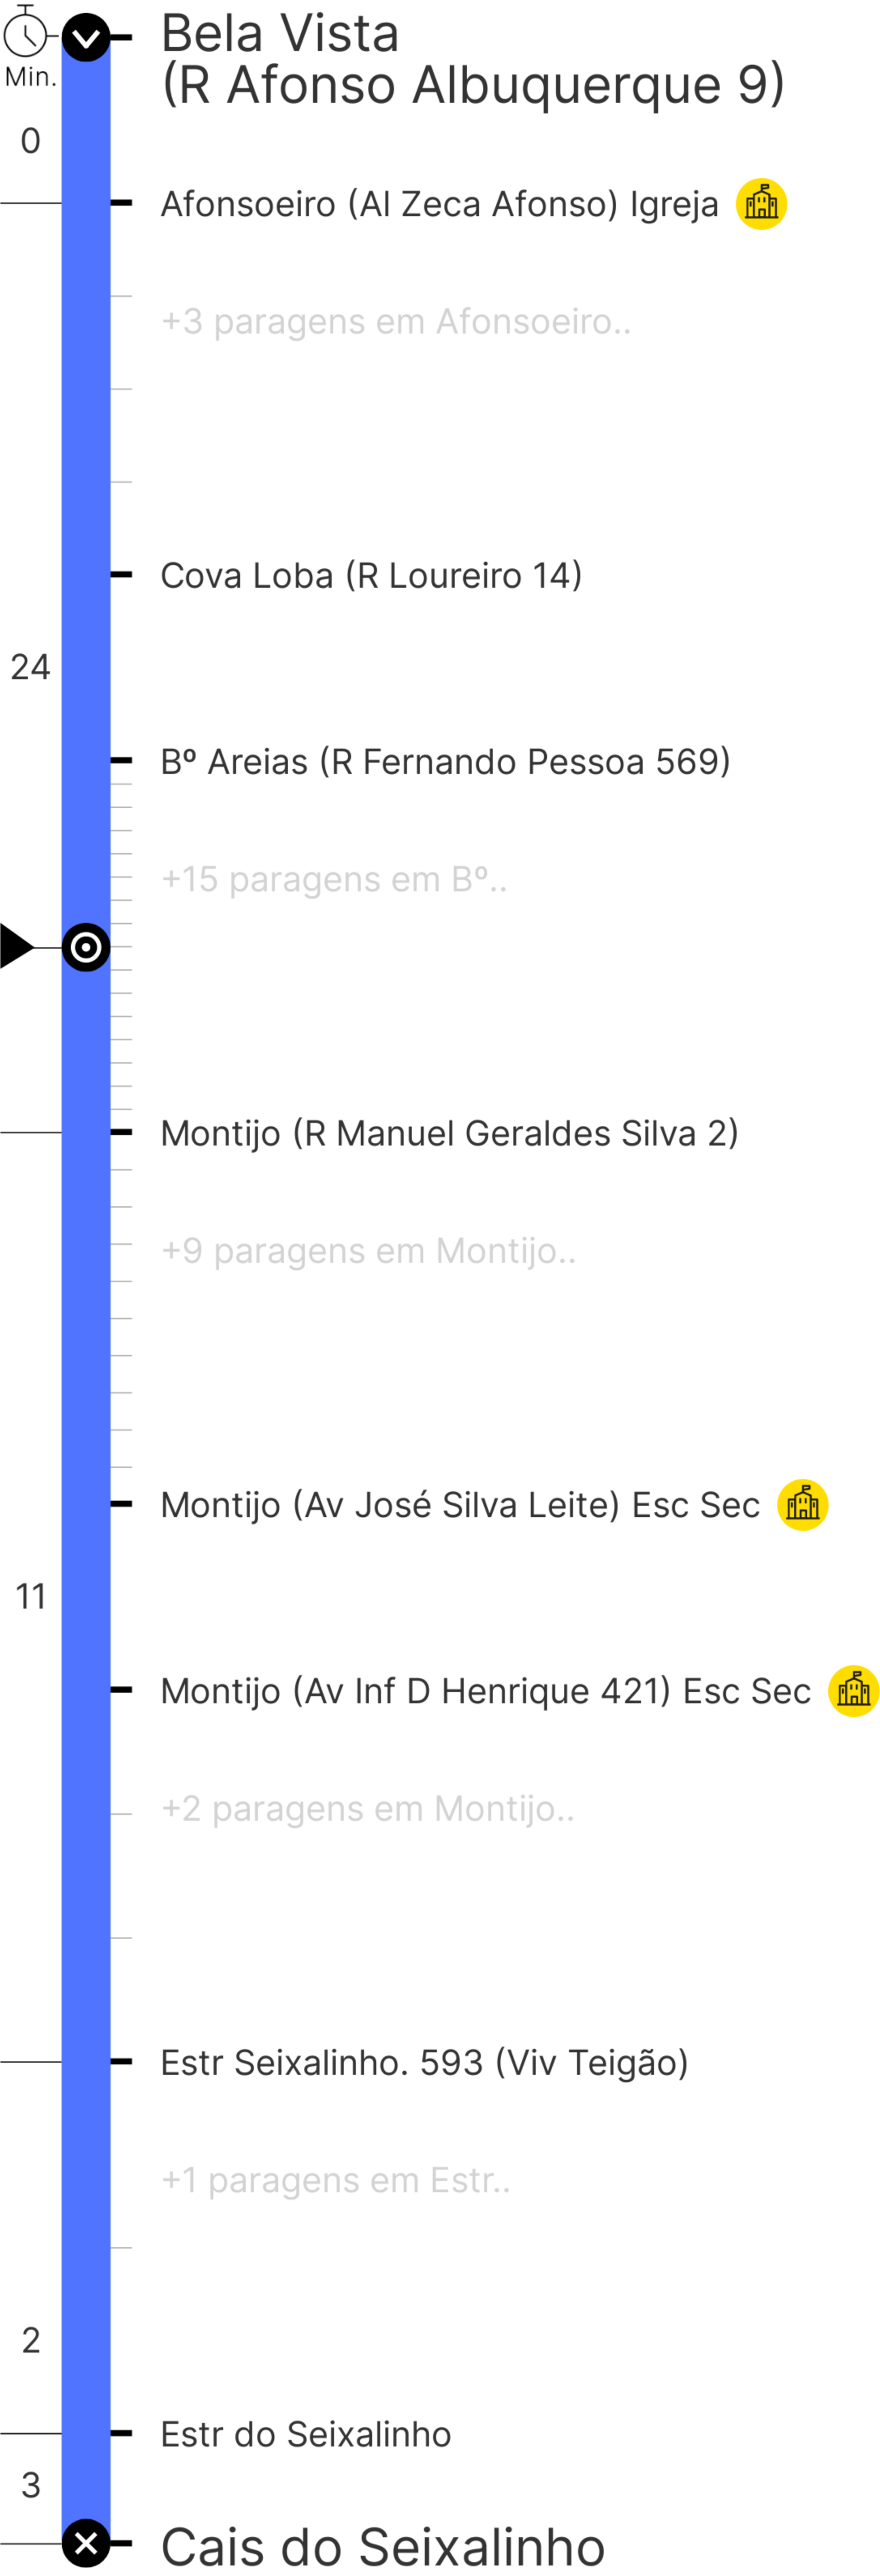 Bela Vista
(R Afonso Albuquerque 9)
Min.
0
Afonsoeiro (Al Zeca Afonso) Igreja
+3 paragens em Afonsoeiro..
Cova Loba (R Loureiro 14)
24
Bº Areias (R Fernando Pessoa 569)
+15 paragens em Bº..
Montijo (R Manuel Geraldes Silva 2)
+9 paragens em Montijo..
Montijo (Av José Silva Leite) Esc Sec
11
Montijo (Av Inf D Henrique 421) Esc Sec
+2 paragens em Montijo..
Estr Seixalinho. 593 (Viv Teigão)
+1 paragens em Estr..
2
Estr do Seixalinho
3
Cais do Seixalinho